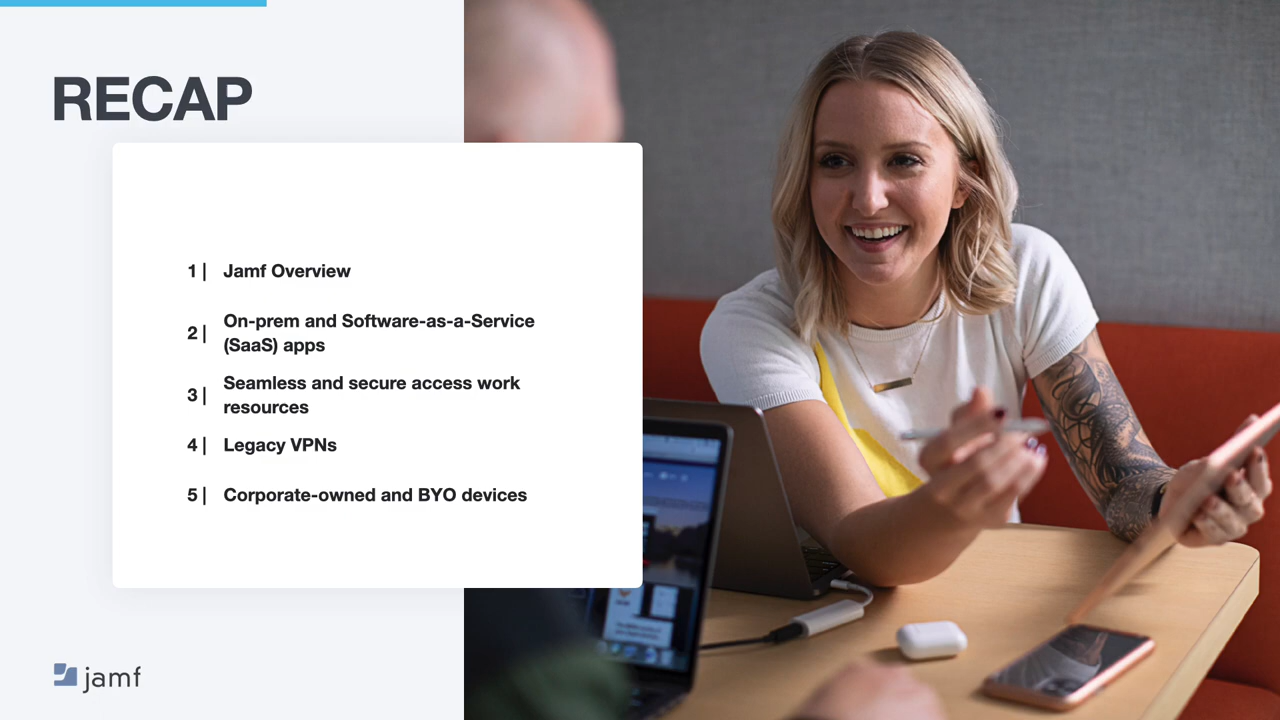 RECAP
1 | Jamf Overview
2 | On-prem and Software-as-a-Service
(SaaS) apps
3 | Seamless and secure access work
resources
4 | Legacy VPNs
5 | Corporate-owned and BYO devices
jamf